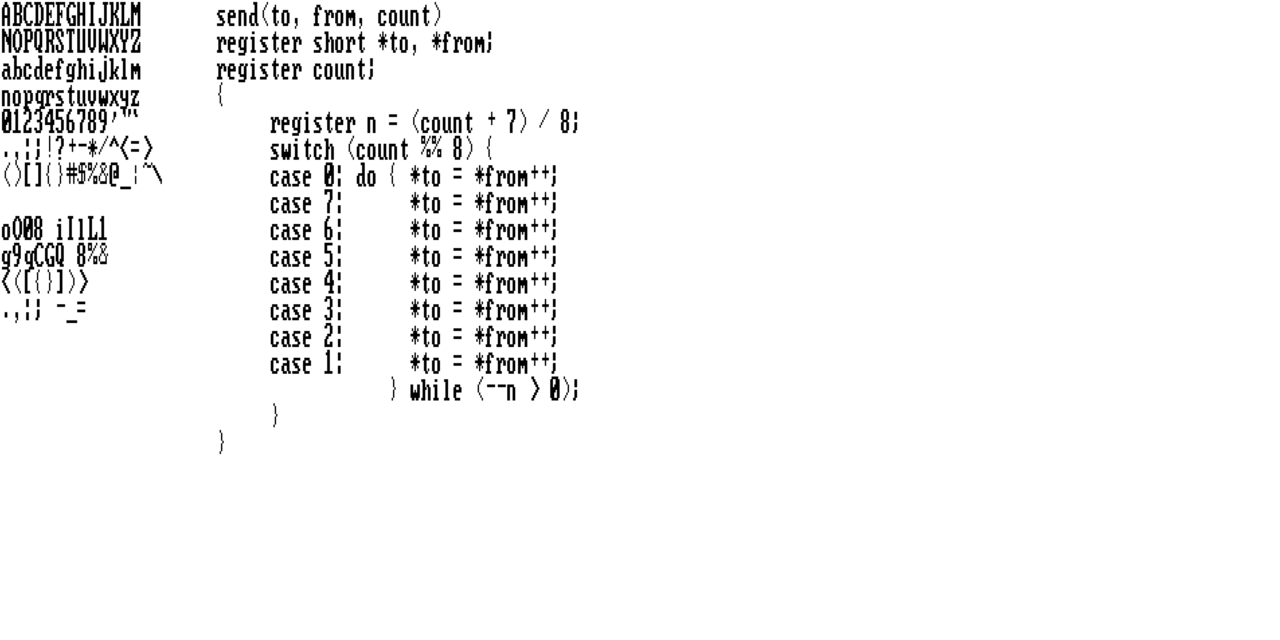 ABCDEFGHIJKLM
NOPQRSTUVWXYZ
abcdefghijklm
nopqrstuvwxyz
0123456789'"`
.,:;!?+-*/^<=>
()[]{}#$%&@_¦~\
oO08 iIlL1
g9qCGQ 8%&
<([{}])>
.,:; -_=
send(to, from, count)
register short *to, *from;
register count;
{
    register n = (count + 7) / 8;
    switch (count %% 8) {
    case 0: do { *to = *from++;
    case 7:      *to = *from++;
    case 6:      *to = *from++;
    case 5:      *to = *from++;
    case 4:      *to = *from++;
    case 3:      *to = *from++;
    case 2:      *to = *from++;
    case 1:      *to = *from++;
               } while (--n > 0);
    }
}